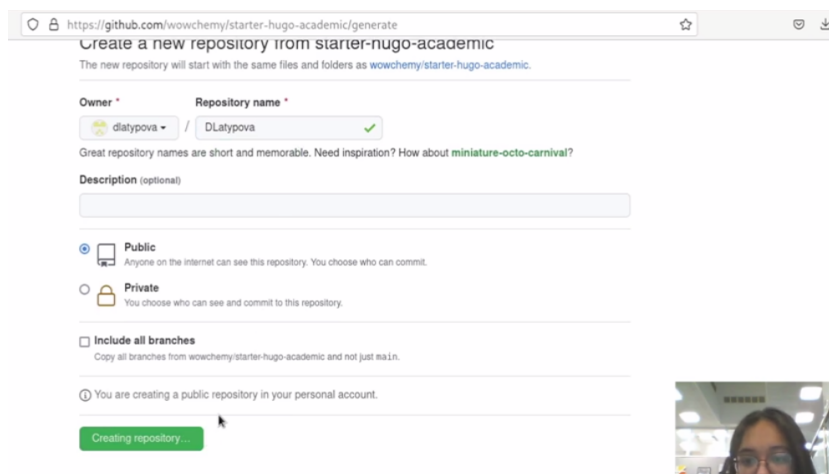 https://github.com/wowchemy/starter-hugo-academic/generate
Create a new repository from starter-hugo-academic
The new repository will start with the same files and folders as wowchemy/starter-hugo-academic.
Owner * Repository name *
dlatypova / DLatypova
Great repository names are short and memorable. Need inspiration? How about miniature-octo-carnival?
Description (optional)
Public
Anyone on the internet can see this repository. You choose who can commit.
Private
You choose who can see and commit to this repository.
Include all branches
Copy all branches from wowchemy/starter-hugo-academic and not just main.
You are creating a public repository in your personal account.
Creating repository...